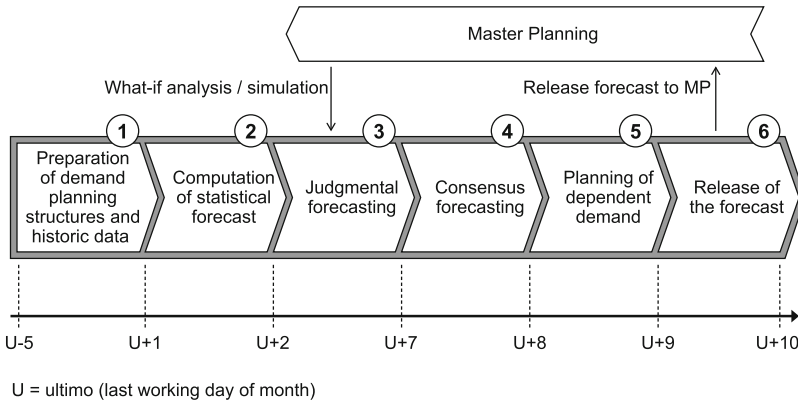 Master Planning
What-if analysis / simulation
Release forecast to MP
1
2
3
4
5
6
Preparation
of demand
planning
structures and
historic data
Computation
of statistical
forecast
Judgmental
forecasting
Consensus
forecasting
Planning of
dependent
demand
Release of
the forecast
U-5
U+1
U+2
U+7
U+8
U+9
U+10
U = ultimo (last working day of month)